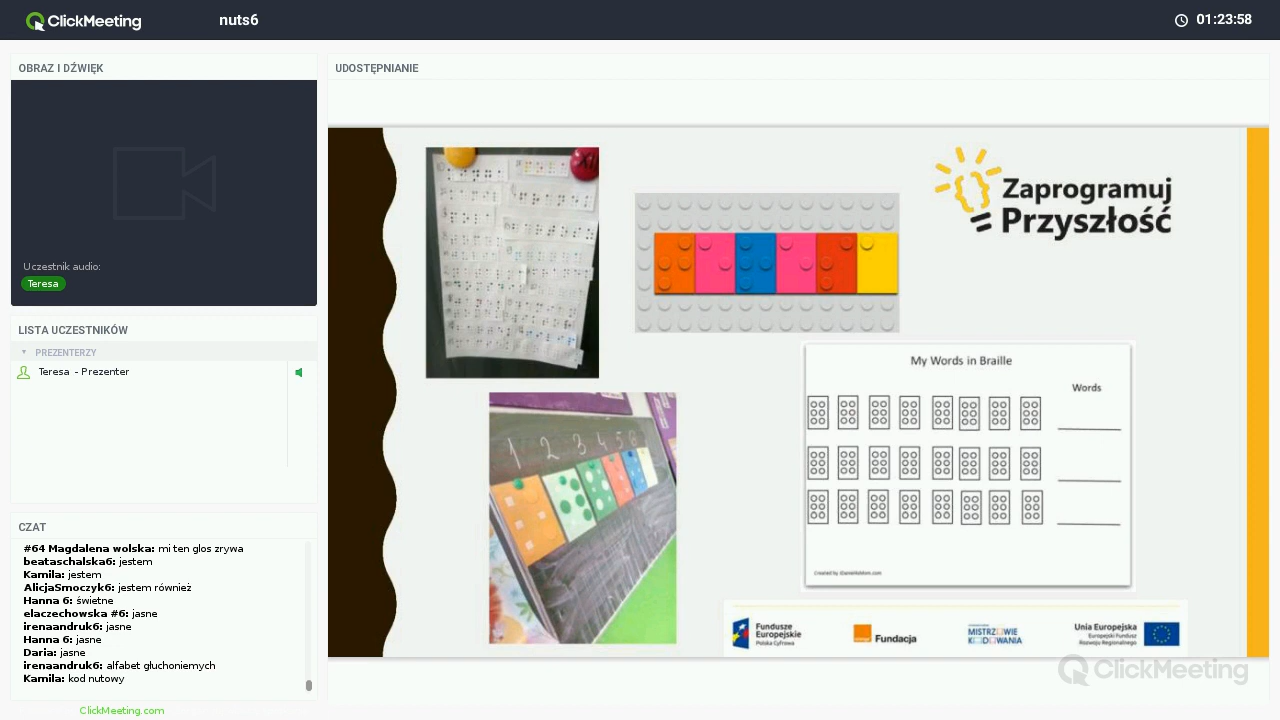 ClickMeeting
nuts6
01:23:58
OBRAZ I DŹWIĘK
Uczestnik audio:
Teresa
LISTA UCZESTNIKÓW
PREZENTERZY
Teresa - Prezenter
CZAT
#64 Magdalena wolska: mi ten glos zrywa
beataschalska6: jestem
Kamila: jestem
AlicjaSmoczyk6: jestem również
Hanna 6: świetne
elaczechowska #6: jasne
irenaandruk6: jasne
Hanna 6: jasne
Daria: jasne
irenaandruk6: alfabet głuchoniemych
Kamila: kod nutowy
ClickMeeting.com
UDOSTĘPNIANIE
XI
Zaprogramuj
Przyszłość
1 2 3 4 5 6
My Words in Braille
Words
Fundusze
Europejskie
Polska Cyfrowa
Fundacja
MISTRZOWIE
KODOWANIA
Unia Europejska
Europejski Fundusz
Rozwoju Regionalnego
ClickMeeting